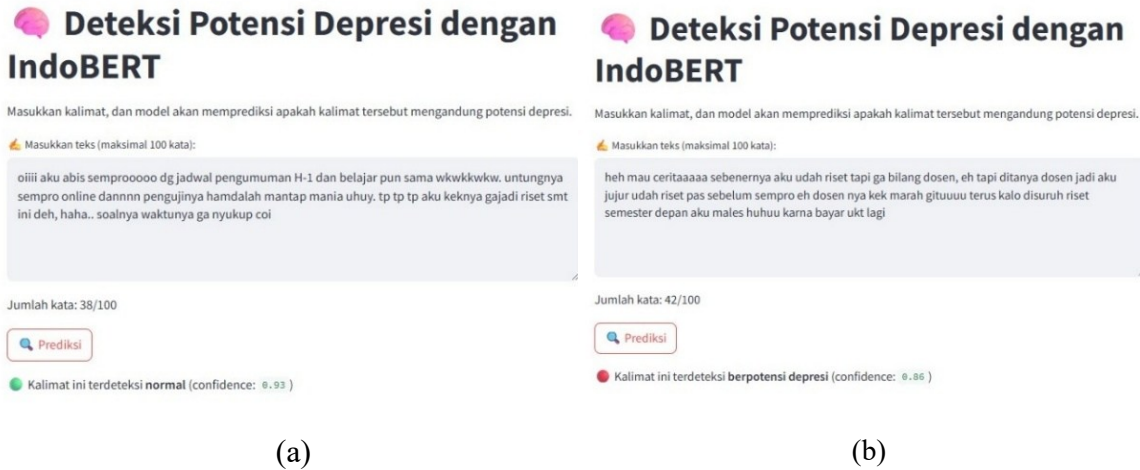 🧠 Deteksi Potensi Depresi dengan
IndoBERT
Masukkan kalimat, dan model akan memprediksi apakah kalimat tersebut mengandung potensi depresi.
✍️ Masukkan teks (maksimal 100 kata):
oiiii aku abis semprooooo dg jadwal pengumuman H-1 dan belajar pun sama wkwkkwkw. untungnya
sempro online dannnn pengujinya hamdalah mantap mania uhuy. tp tp tp aku keknya gajadi riset smt
ini deh, haha.. soalnya waktunya ga nyukup coi
Jumlah kata: 38/100
🔍 Prediksi
🟢 Kalimat ini terdeteksi normal (confidence: 0.93 )
(a)
🧠 Deteksi Potensi Depresi dengan
IndoBERT
Masukkan kalimat, dan model akan memprediksi apakah kalimat tersebut mengandung potensi depresi.
✍️ Masukkan teks (maksimal 100 kata):
heh mau ceritaaaaa sebenernya aku udah riset tapi ga bilang dosen, eh tapi ditanya dosen jadi aku
jujur udah riset pas sebelum sempro eh dosen nya kek marah gituuuu terus kalo disuruh riset
semester depan aku males huhuu karna bayar ukt lagi
Jumlah kata: 42/100
🔍 Prediksi
🔴 Kalimat ini terdeteksi berpotensi depresi (confidence: 0.86 )
(b)